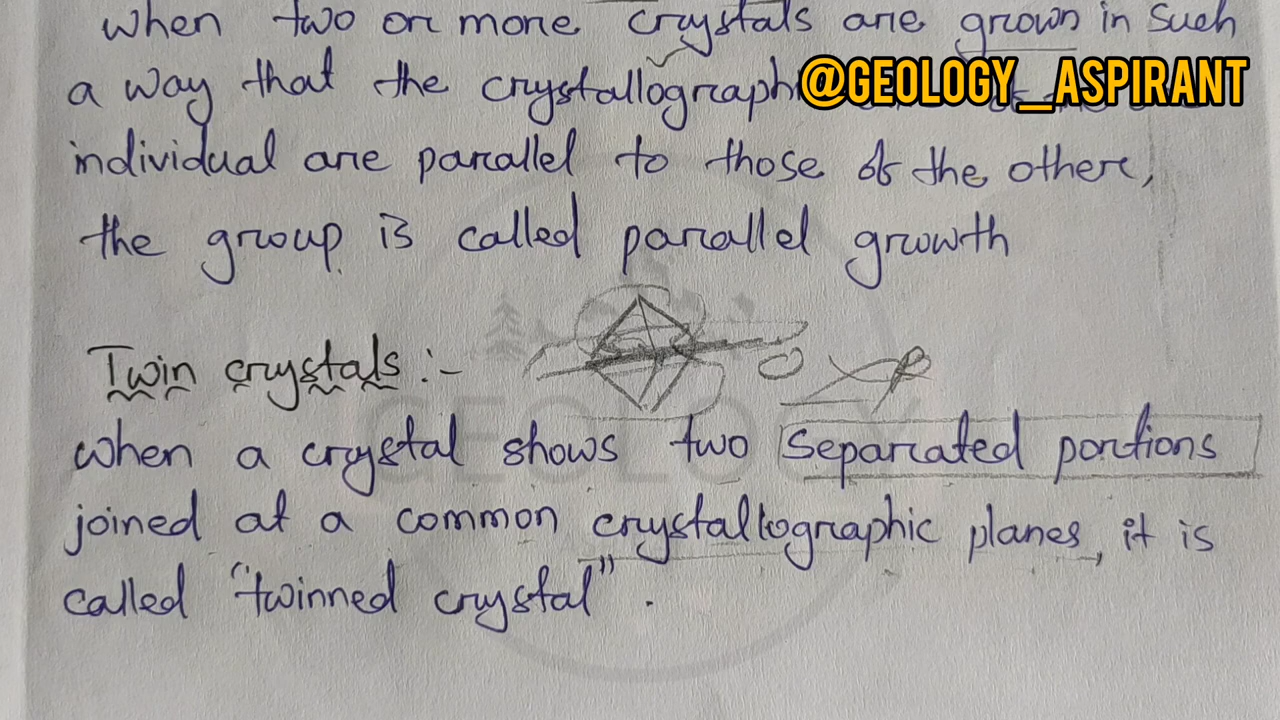 when two or more crystals are grown in such
a way that the crystallographic
@GEOLOGY_ASPIRANT
individual are parallel to those of the other,
the group is called parallel growth
Twin crystals :-
When a crystal shows two separated portions
joined at a common crystallographic planes, it is
called "twinned crystal".
GEOLOGY